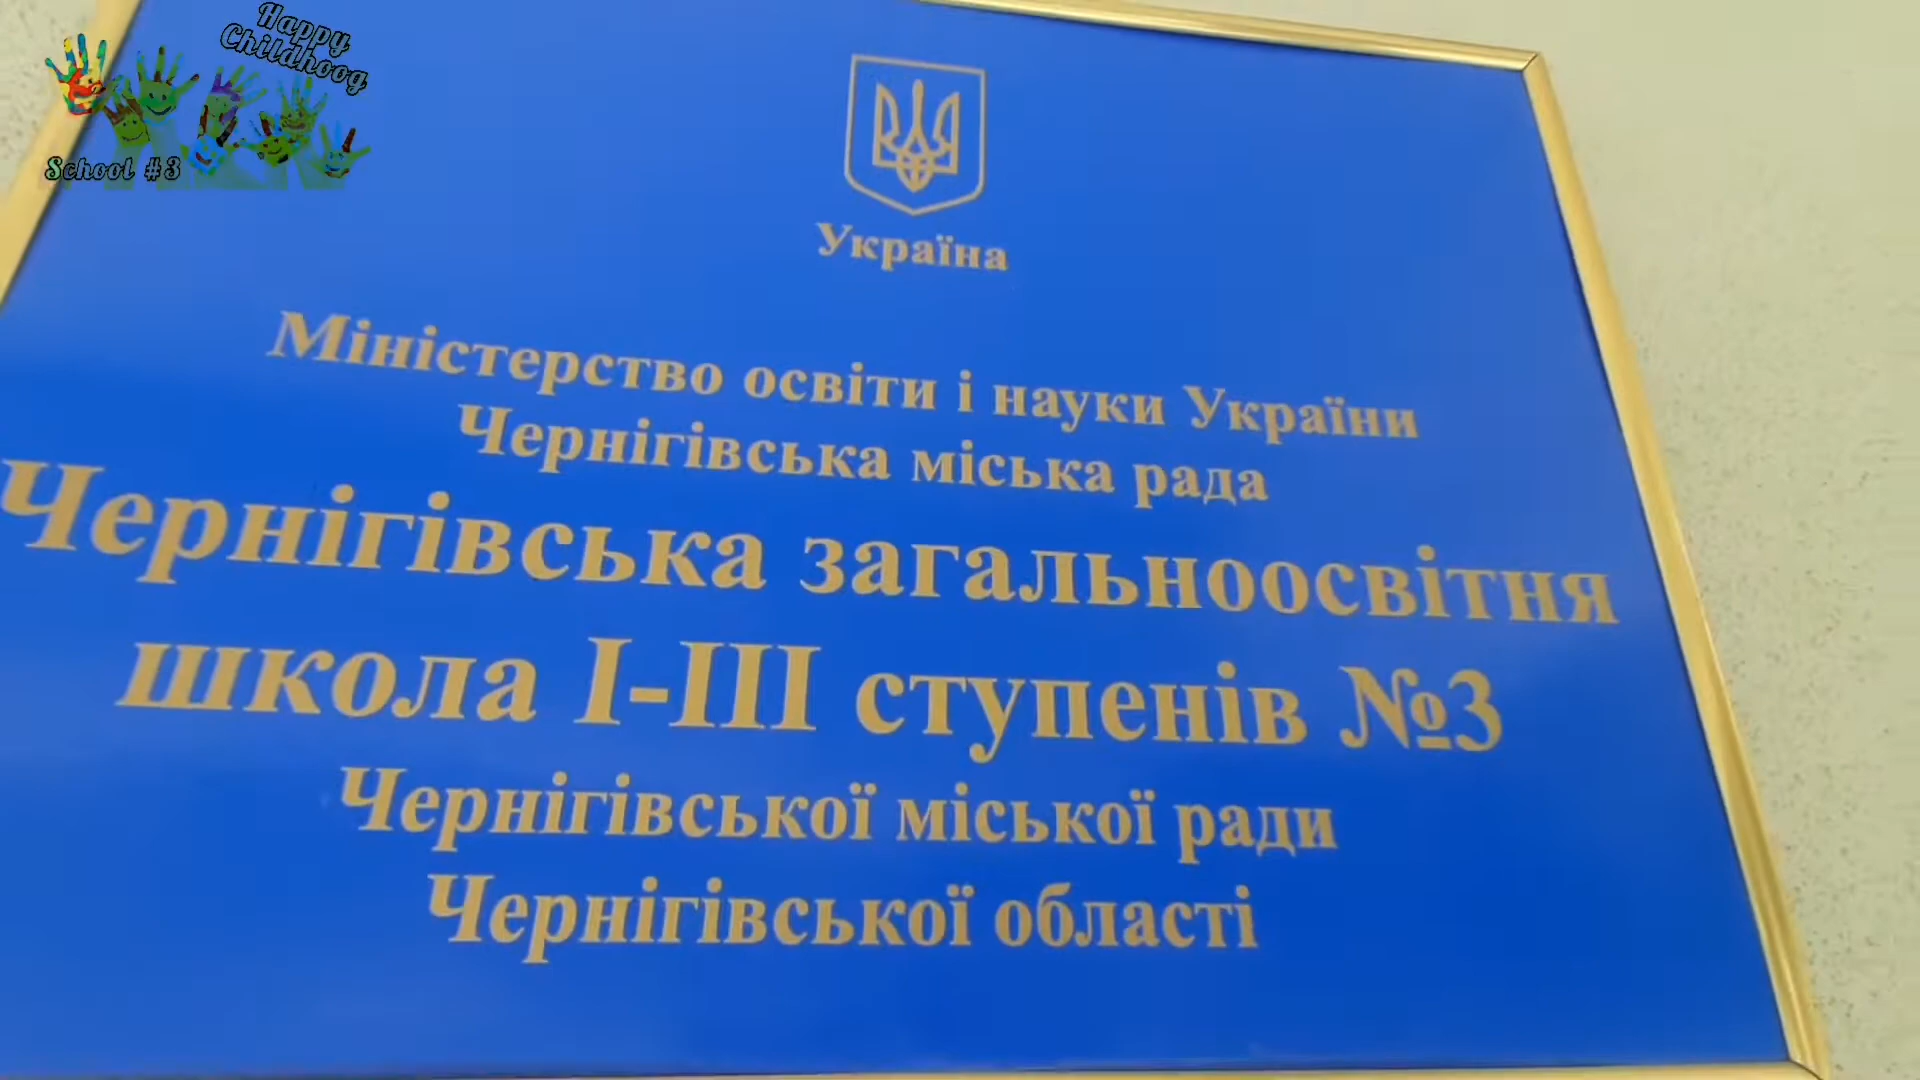 Happy
Childhoog
School #3
Україна
Міністерство освіти і науки України
Чернігівська міська рада
Чернігівська загальноосвітня
школа І-ІІІ ступенів №3
Чернігівської міської ради
Чернігівської області